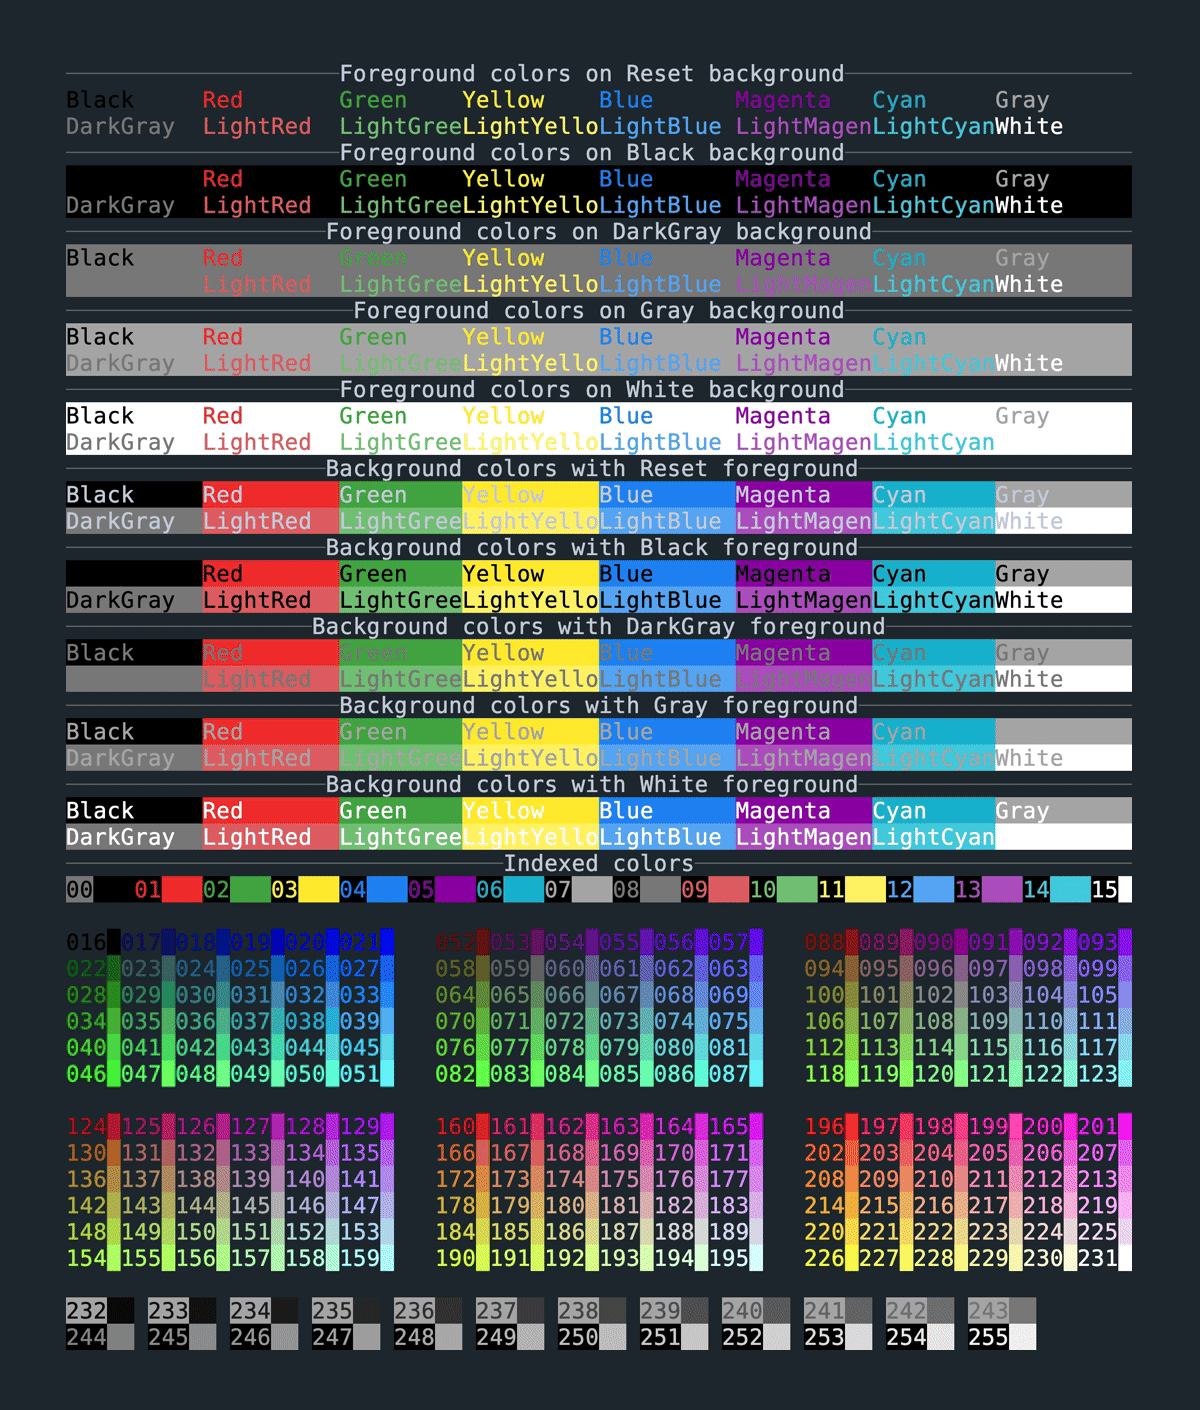 Foreground colors on Reset background
Black Red Green Yellow Blue Magenta Cyan Gray
DarkGray LightRed LightGreeLightYelloLightBlue LightMagenLightCyanWhite
Foreground colors on Black background
Red Green Yellow Blue Magenta Cyan Gray
DarkGray LightRed LightGreeLightYelloLightBlue LightMagenLightCyanWhite
Foreground colors on DarkGray background
Black Red Green Yellow Blue Magenta Cyan Gray
LightRed LightGreeLightYelloLightBlue LightMagenLightCyanWhite
Foreground colors on Gray background
Black Red Green Yellow Blue Magenta Cyan
DarkGray LightRed LightGreeLightYelloLightBlue LightMagenLightCyanWhite
Foreground colors on White background
Black Red Green Yellow Blue Magenta Cyan Gray
DarkGray LightRed LightGreeLightYelloLightBlue LightMagenLightCyan
Background colors with Reset foreground
Black Red Green Yellow Blue Magenta Cyan Gray
DarkGray LightRed LightGreeLightYelloLightBlue LightMagenLightCyanWhite
Background colors with Black foreground
Red Green Yellow Blue Magenta Cyan Gray
DarkGray LightRed LightGreeLightYelloLightBlue LightMagenLightCyanWhite
Background colors with DarkGray foreground
Black Red Green Yellow Blue Magenta Cyan Gray
LightRed LightGreeLightYelloLightBlue LightMagenLightCyanWhite
Background colors with Gray foreground
Black Red Green Yellow Blue Magenta Cyan
DarkGray LightRed LightGreeLightYelloLightBlue LightMagenLightCyanWhite
Background colors with White foreground
Black Red Green Yellow Blue Magenta Cyan Gray
DarkGray LightRed LightGreeLightYelloLightBlue LightMagenLightCyan
Indexed colors
00 01 02 03 04 05 06 07 08 09 10 11 12 13 14 15
016 017 018 019 020 021 052 053 054 055 056 057 088 089 090 091 092 093
022 023 024 025 026 027 058 059 060 061 062 063 094 095 096 097 098 099
028 029 030 031 032 033 064 065 066 067 068 069 100 101 102 103 104 105
034 035 036 037 038 039 070 071 072 073 074 075 106 107 108 109 110 111
040 041 042 043 044 045 076 077 078 079 080 081 112 113 114 115 116 117
046 047 048 049 050 051 082 083 084 085 086 087 118 119 120 121 122 123
124 125 126 127 128 129 160 161 162 163 164 165 196 197 198 199 200 201
130 131 132 133 134 135 166 167 168 169 170 171 202 203 204 205 206 207
136 137 138 139 140 141 172 173 174 175 176 177 208 209 210 211 212 213
142 143 144 145 146 147 178 179 180 181 182 183 214 215 216 217 218 219
148 149 150 151 152 153 184 185 186 187 188 189 220 221 222 223 224 225
154 155 156 157 158 159 190 191 192 193 194 195 226 227 228 229 230 231
232 233 234 235 236 237 238 239 240 241 242 243
244 245 246 247 248 249 250 251 252 253 254 255